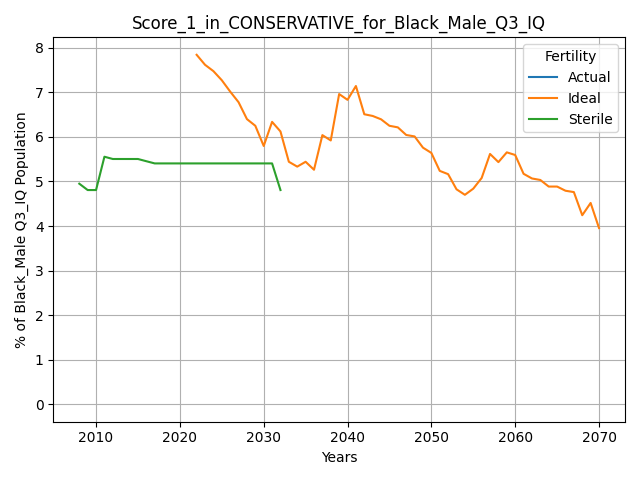 Score_1_in_CONSERVATIVE_for_Black_Male_Q3_IQ
% of Black_Male Q3_IQ Population
8
7
6
5
4
3
2
1
0
Fertility
Actual
Ideal
Sterile
2010 2020 2030 2040 2050 2060 2070
Years